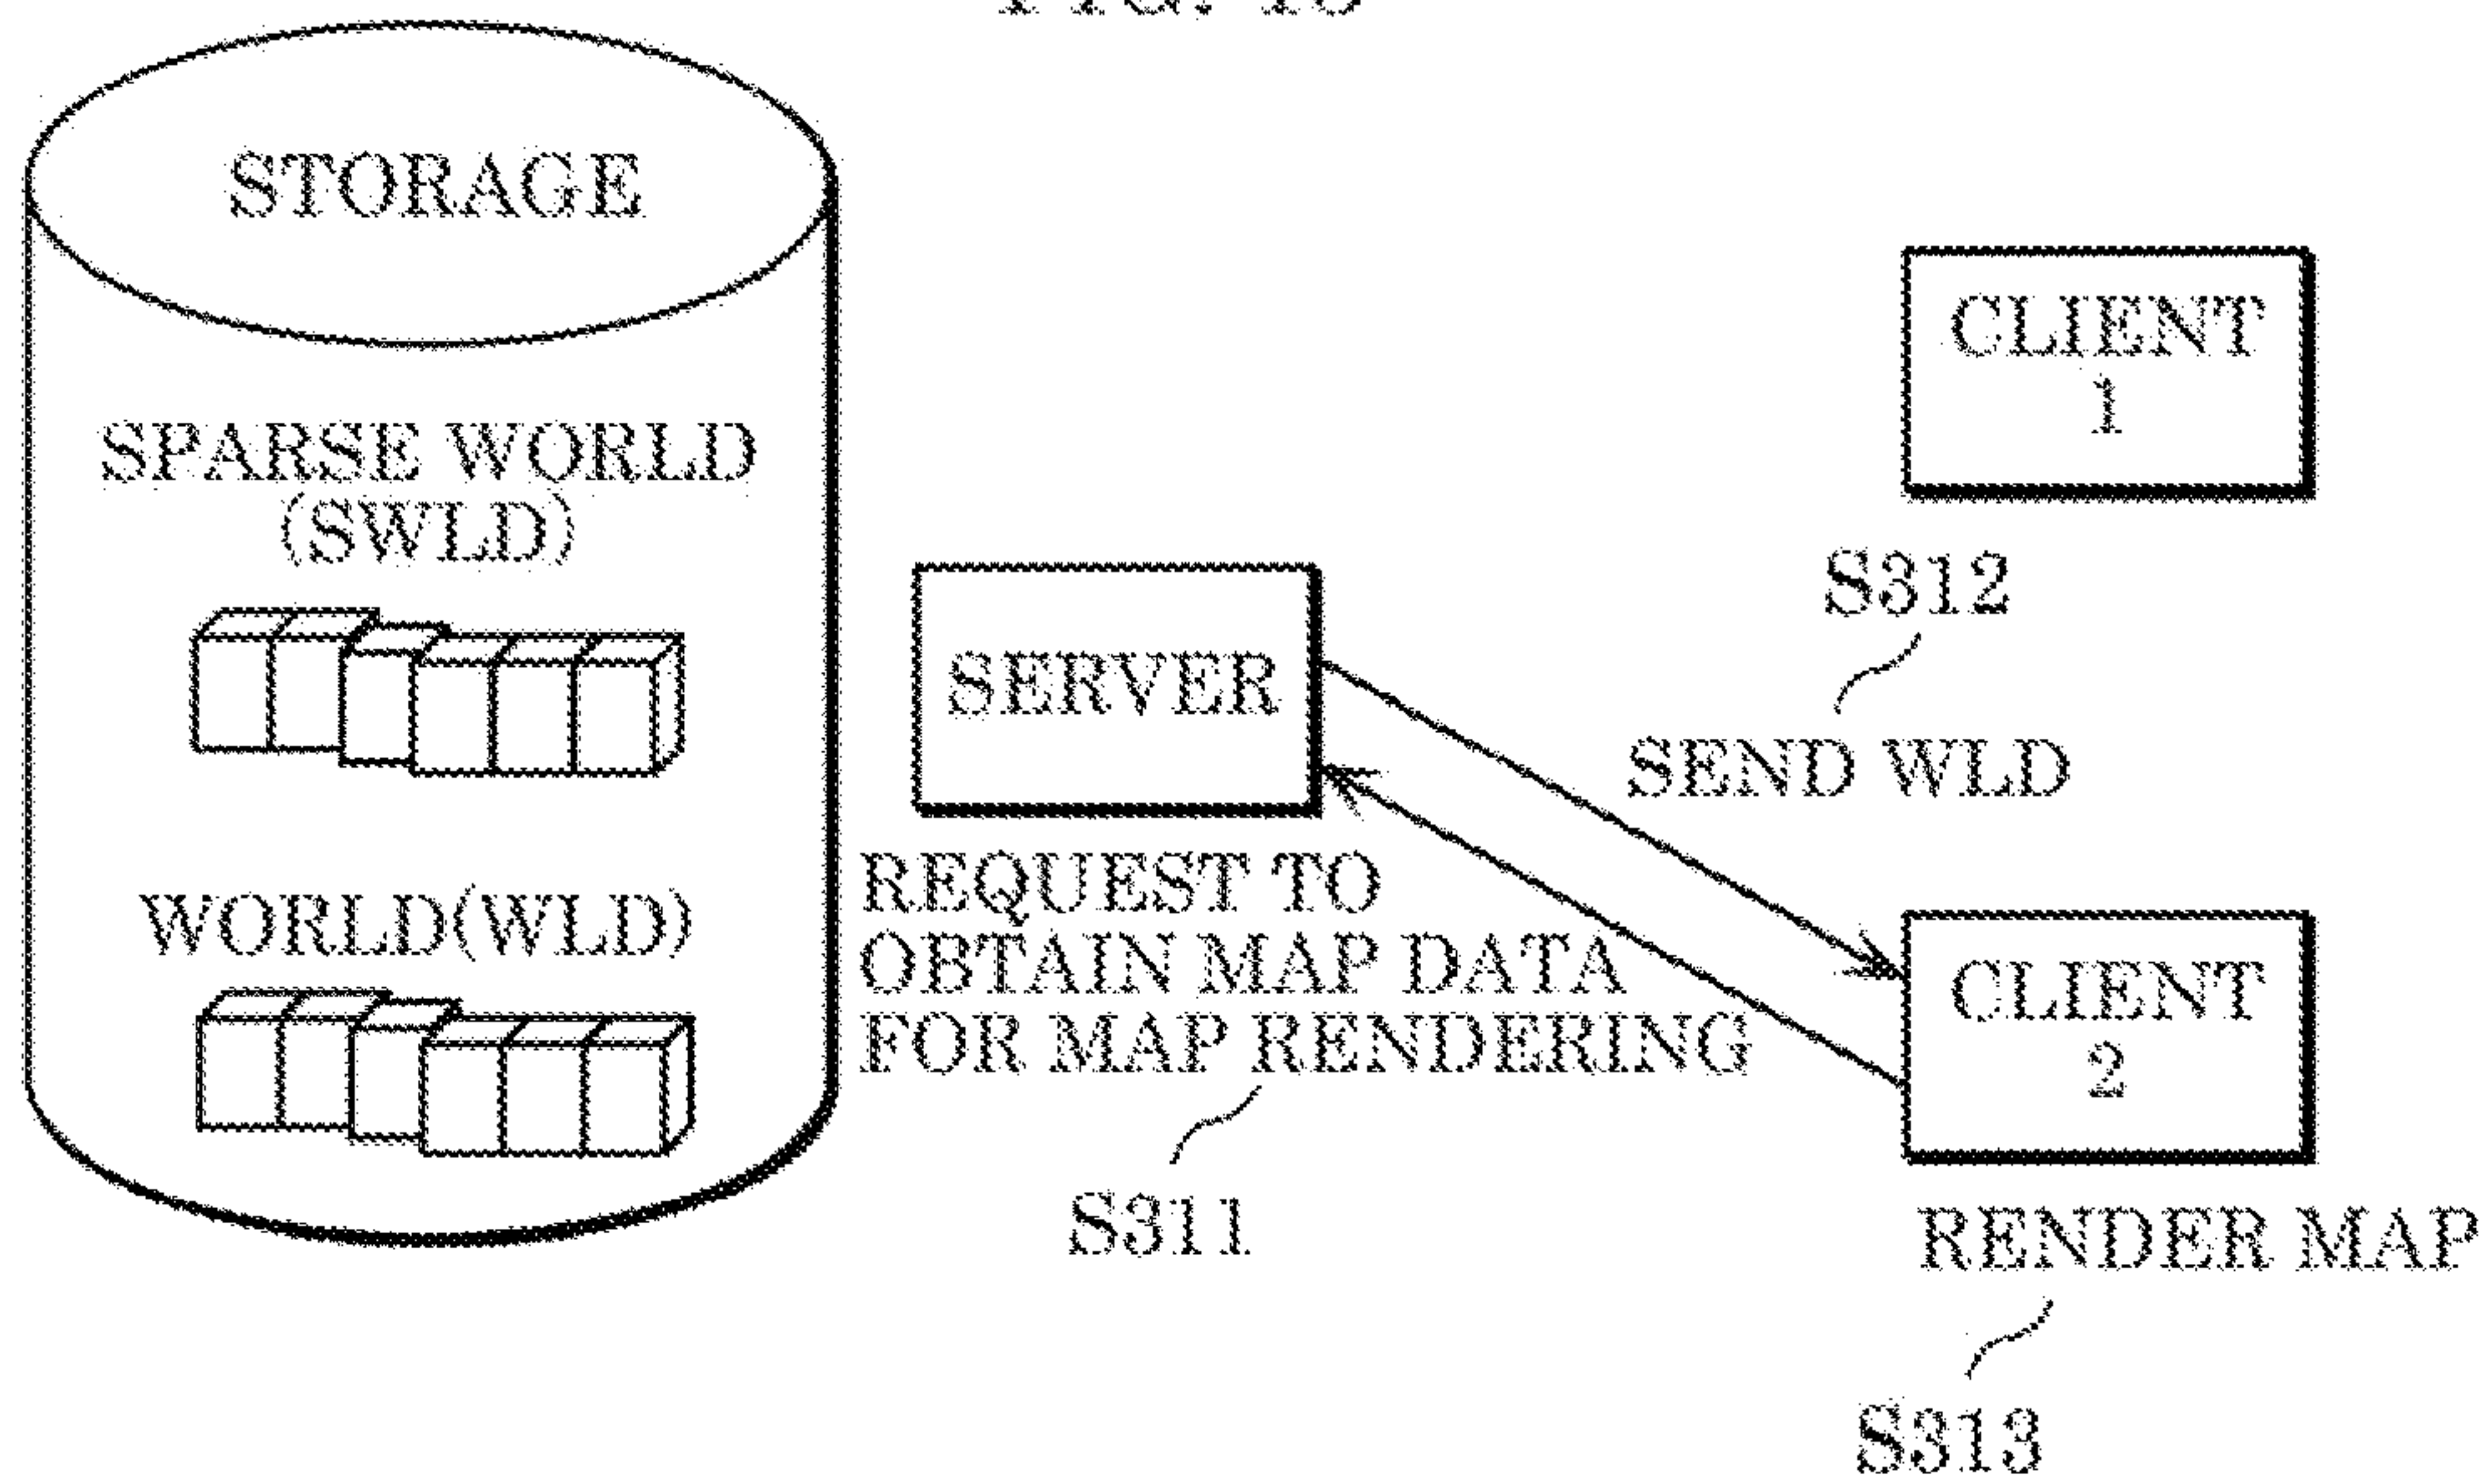 STORAGE
SPARSE WORLD
(SWLD)
WORLD(WLD)
SERVER
REQUEST TO
OBTAIN MAP DATA
FOR MAP RENDERING
S311
CLIENT
1
S312
SEND WLD
CLIENT
2
RENDER MAP
S313